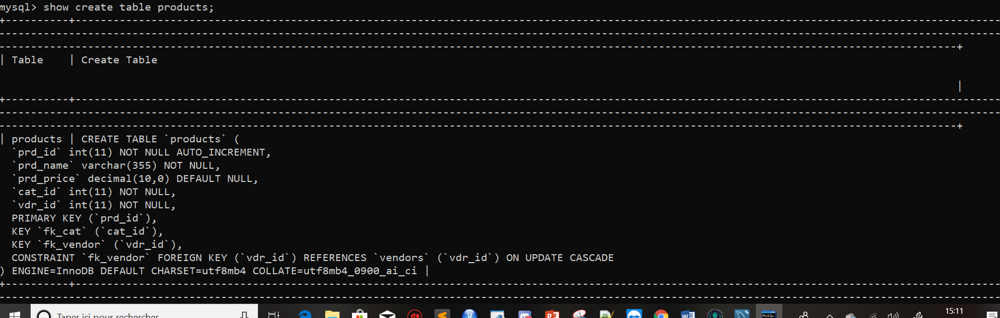 mysql> show create table products;
| Table | Create Table |
| products | CREATE TABLE `products` (
`prd_id` int(11) NOT NULL AUTO_INCREMENT,
`prd_name` varchar(355) NOT NULL,
`prd_price` decimal(10,0) DEFAULT NULL,
`cat_id` int(11) NOT NULL,
`vdr_id` int(11) NOT NULL,
PRIMARY KEY (`prd_id`),
KEY `fk_cat` (`cat_id`),
KEY `fk_vendor` (`vdr_id`),
CONSTRAINT `fk_vendor` FOREIGN KEY (`vdr_id`) REFERENCES `vendors` (`vdr_id`) ON UPDATE CASCADE
) ENGINE=InnoDB DEFAULT CHARSET=utf8mb4 COLLATE=utf8mb4_0900_ai_ci |
Taper ici pour rechercher
15:11